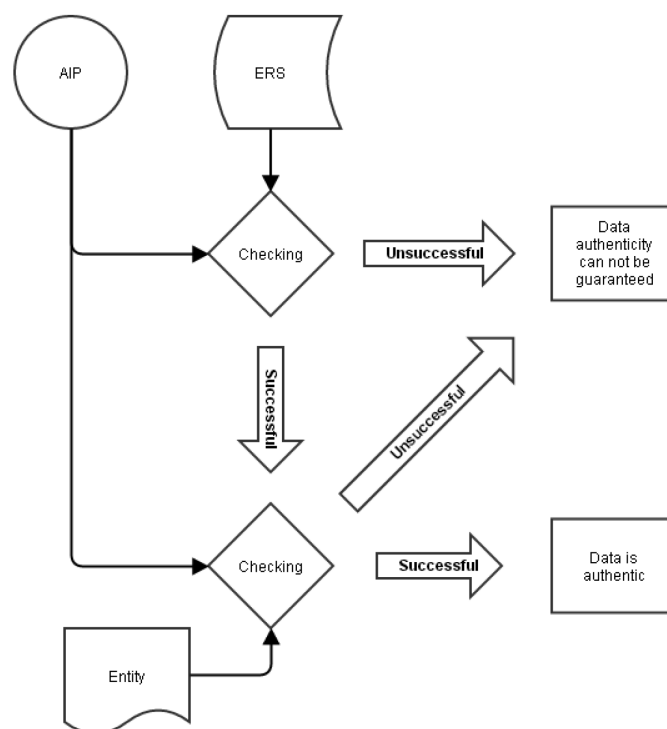 AIP
ERS
Checking
Unsuccessful
Data
authenticity
can not be
guaranteed
Successful
Unsuccessful
Checking
Successful
Data is
authentic
Entity